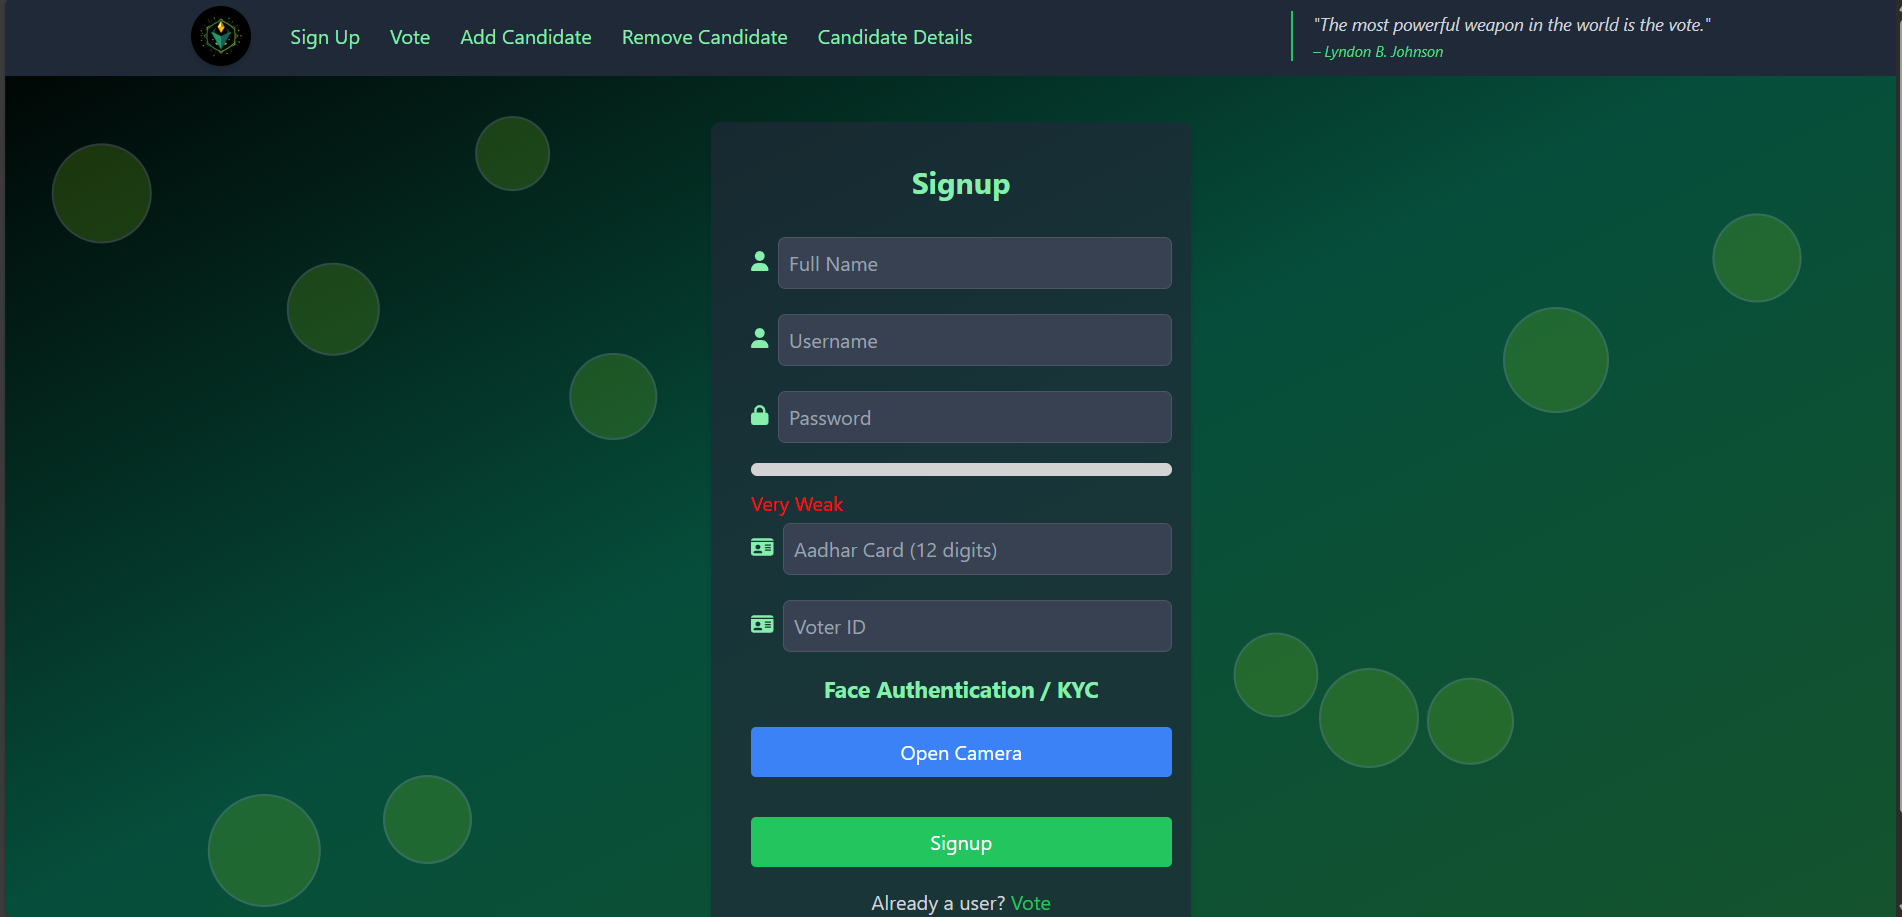 Sign Up Vote Add Candidate Remove Candidate Candidate Details
"The most powerful weapon in the world is the vote."
– Lyndon B. Johnson
Signup
Full Name
Username
Password
Very Weak
Aadhar Card (12 digits)
Voter ID
Face Authentication / KYC
Open Camera
Signup
Already a user? Vote